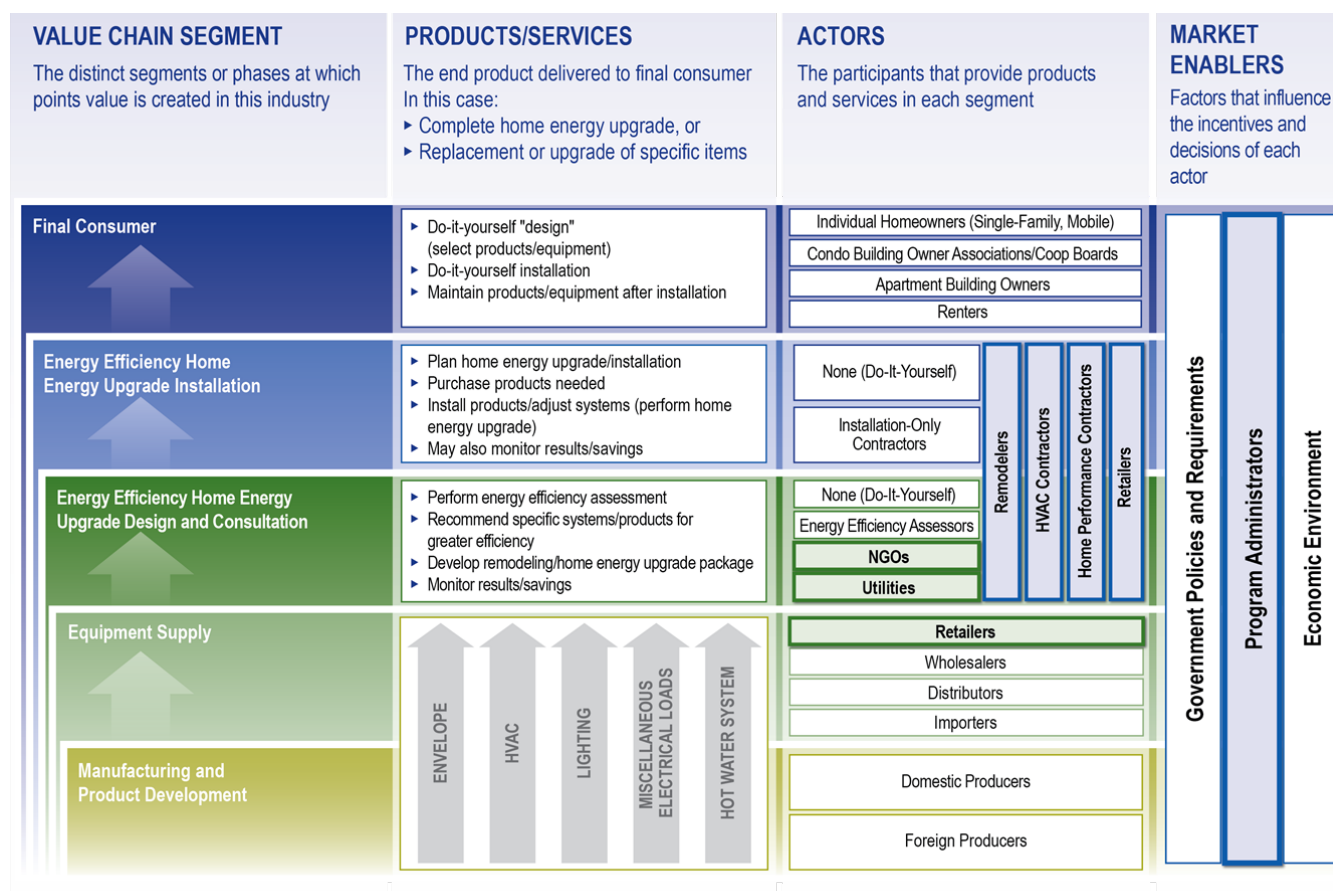 VALUE CHAIN SEGMENT
The distinct segments or phases at which
points value is created in this industry
PRODUCTS/SERVICES
The end product delivered to final consumer
In this case:
▸ Complete home energy upgrade, or
▸ Replacement or upgrade of specific items
ACTORS
The participants that provide products
and services in each segment
MARKET
ENABLERS
Factors that influence
the incentives and
decisions of each
actor
Final Consumer
▸ Do-it-yourself "design"
(select products/equipment)
▸ Do-it-yourself installation
▸ Maintain products/equipment after installation
Individual Homeowners (Single-Family, Mobile)
Condo Building Owner Associations/Coop Boards
Apartment Building Owners
Renters
Energy Efficiency Home
Energy Upgrade Installation
▸ Plan home energy upgrade/installation
▸ Purchase products needed
▸ Install products/adjust systems (perform home
energy upgrade)
▸ May also monitor results/savings
None (Do-It-Yourself)
Installation-Only
Contractors
Energy Efficiency Home Energy
Upgrade Design and Consultation
▸ Perform energy efficiency assessment
▸ Recommend specific systems/products for
greater efficiency
▸ Develop remodeling/home energy upgrade package
▸ Monitor results/savings
None (Do-It-Yourself)
Energy Efficiency Assessors
NGOs
Utilities
Remodelers
HVAC Contractors
Home Performance Contractors
Retailers
Equipment Supply
Retailers
Wholesalers
Distributors
Importers
Manufacturing and
Product Development
ENVELOPE
HVAC
LIGHTING
MISCELLANEOUS
ELECTRICAL LOADS
HOT WATER SYSTEM
Domestic Producers
Foreign Producers
Government Policies and Requirements
Program Administrators
Economic Environment